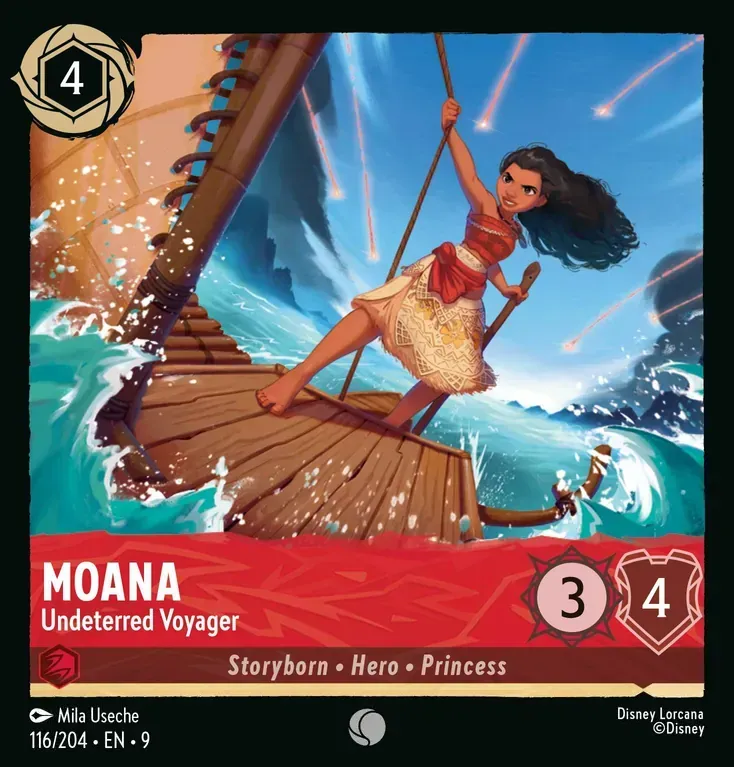 4
MOANA
Undeterred Voyager
3
4
Storyborn • Hero • Princess
Mila Useche
116/204 • EN • 9
Disney Lorcana
©Disney